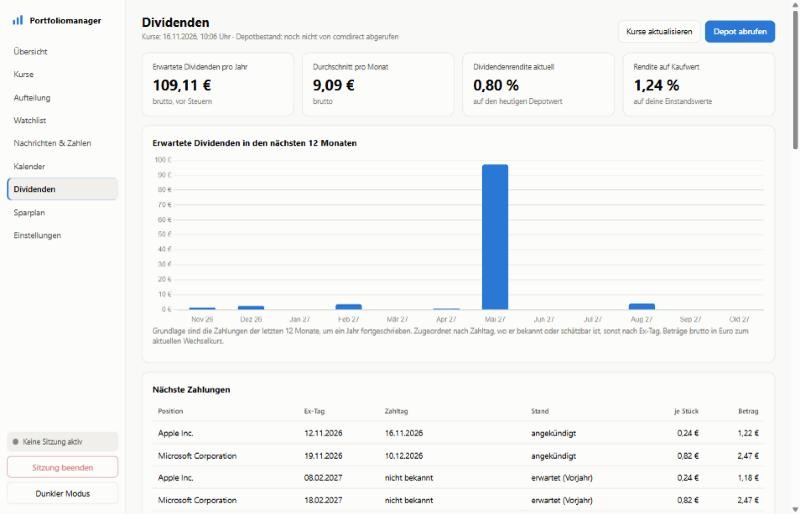 Portfoliomanager
Übersicht
Kurse
Aufteilung
Watchlist
Nachrichten & Zahlen
Kalender
Dividenden
Sparplan
Einstellungen
Keine Sitzung aktiv
Sitzung beenden
Dunkler Modus
Dividenden
Kurse: 16.11.2026, 10:06 Uhr · Depotbestand: noch nicht von comdirect abgerufen
Kurse aktualisieren
Depot abrufen
Erwartete Dividenden pro Jahr
109,11 €
brutto, vor Steuern
Durchschnitt pro Monat
9,09 €
brutto
Dividendenrendite aktuell
0,80 %
auf den heutigen Depotwert
Rendite auf Kaufwert
1,24 %
auf deine Einstandswerte
Erwartete Dividenden in den nächsten 12 Monaten
100 €
90 €
80 €
70 €
60 €
50 €
40 €
30 €
20 €
10 €
0 €
Nov 26 Dez 26 Jan 27 Feb 27 Mär 27 Apr 27 Mai 27 Jun 27 Jul 27 Aug 27 Sep 27 Okt 27
Grundlage sind die Zahlungen der letzten 12 Monate, um ein Jahr fortgeschrieben. Zugeordnet nach Zahltag, wo er bekannt oder schätzbar ist, sonst nach Ex-Tag. Beträge brutto in Euro zum
aktuellen Wechselkurs.
Nächste Zahlungen
Position Ex-Tag Zahltag Stand je Stück Betrag
Apple Inc. 12.11.2026 16.11.2026 angekündigt 0,24 € 1,22 €
Microsoft Corporation 19.11.2026 10.12.2026 angekündigt 0,82 € 2,47 €
Apple Inc. 08.02.2027 nicht bekannt erwartet (Vorjahr) 0,24 € 1,18 €
Microsoft Corporation 18.02.2027 nicht bekannt erwartet (Vorjahr) 0,82 € 2,47 €